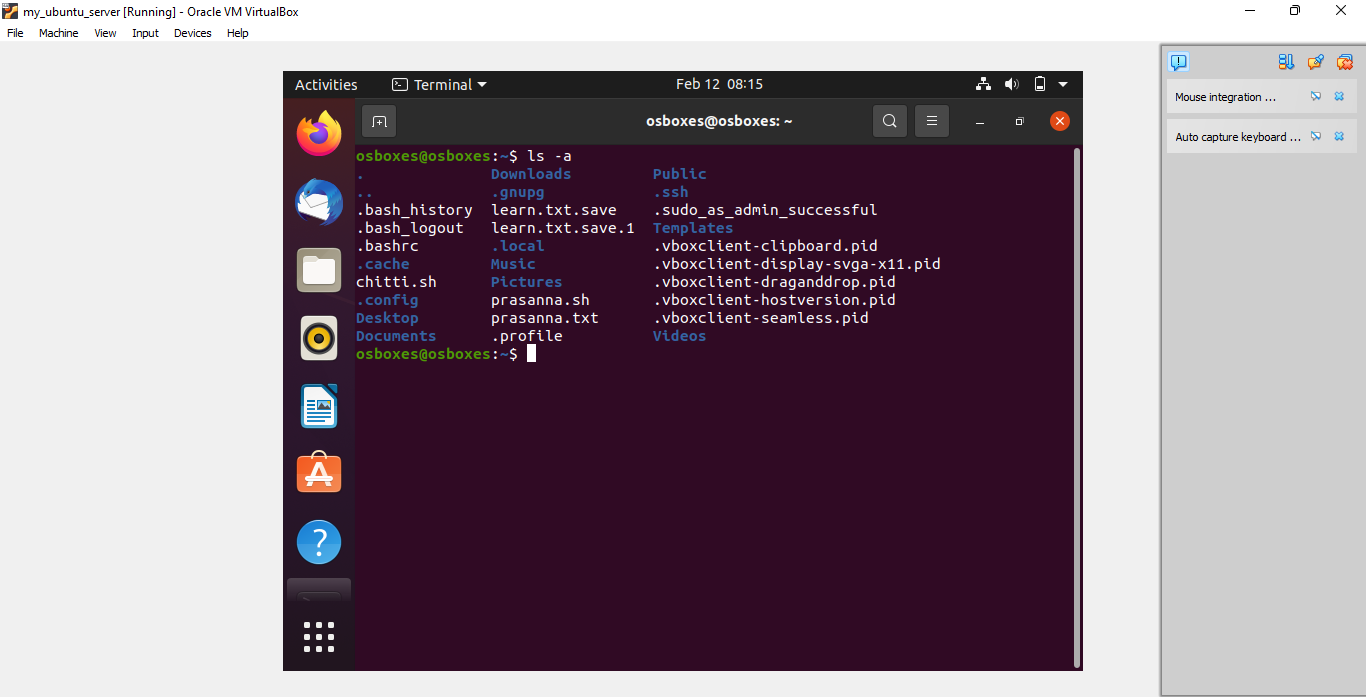 my_ubuntu_server [Running] - Oracle VM VirtualBox
File Machine View Input Devices Help
Activities Terminal Feb 12 08:15
osboxes@osboxes: ~
osboxes@osboxes:~$ ls -a
. Downloads Public
.. .gnupg .ssh
.bash_history learn.txt.save .sudo_as_admin_successful
.bash_logout learn.txt.save.1 Templates
.bashrc .local .vboxclient-clipboard.pid
.cache Music .vboxclient-display-svga-x11.pid
chitti.sh Pictures .vboxclient-draganddrop.pid
.config prasanna.sh .vboxclient-hostversion.pid
Desktop prasanna.txt .vboxclient-seamless.pid
Documents .profile Videos
osboxes@osboxes:~$
Mouse integration ...
Auto capture keyboard ...